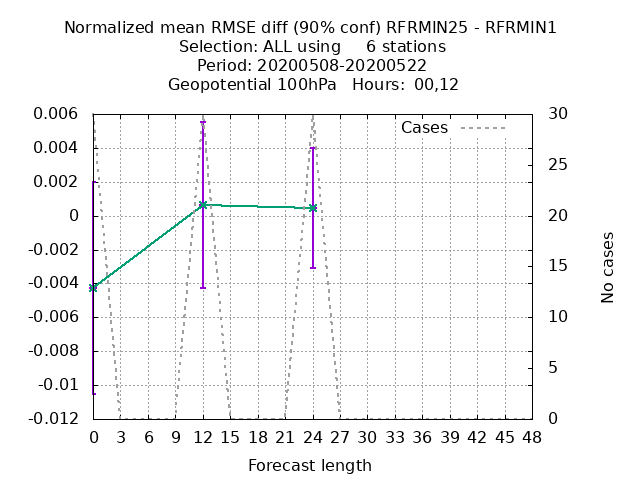 Normalized mean RMSE diff (90% conf) RFRMIN25 - RFRMIN1
Selection: ALL using 6 stations
Period: 20200508-20200522
Geopotential 100hPa Hours: 00,12
Cases
0.006
0.004
0.002
0
-0.002
-0.004
-0.006
-0.008
-0.01
-0.012
30
25
20
15
10
5
0
No cases
0 3 6 9 12 15 18 21 24 27 30 33 36 39 42 45 48
Forecast length